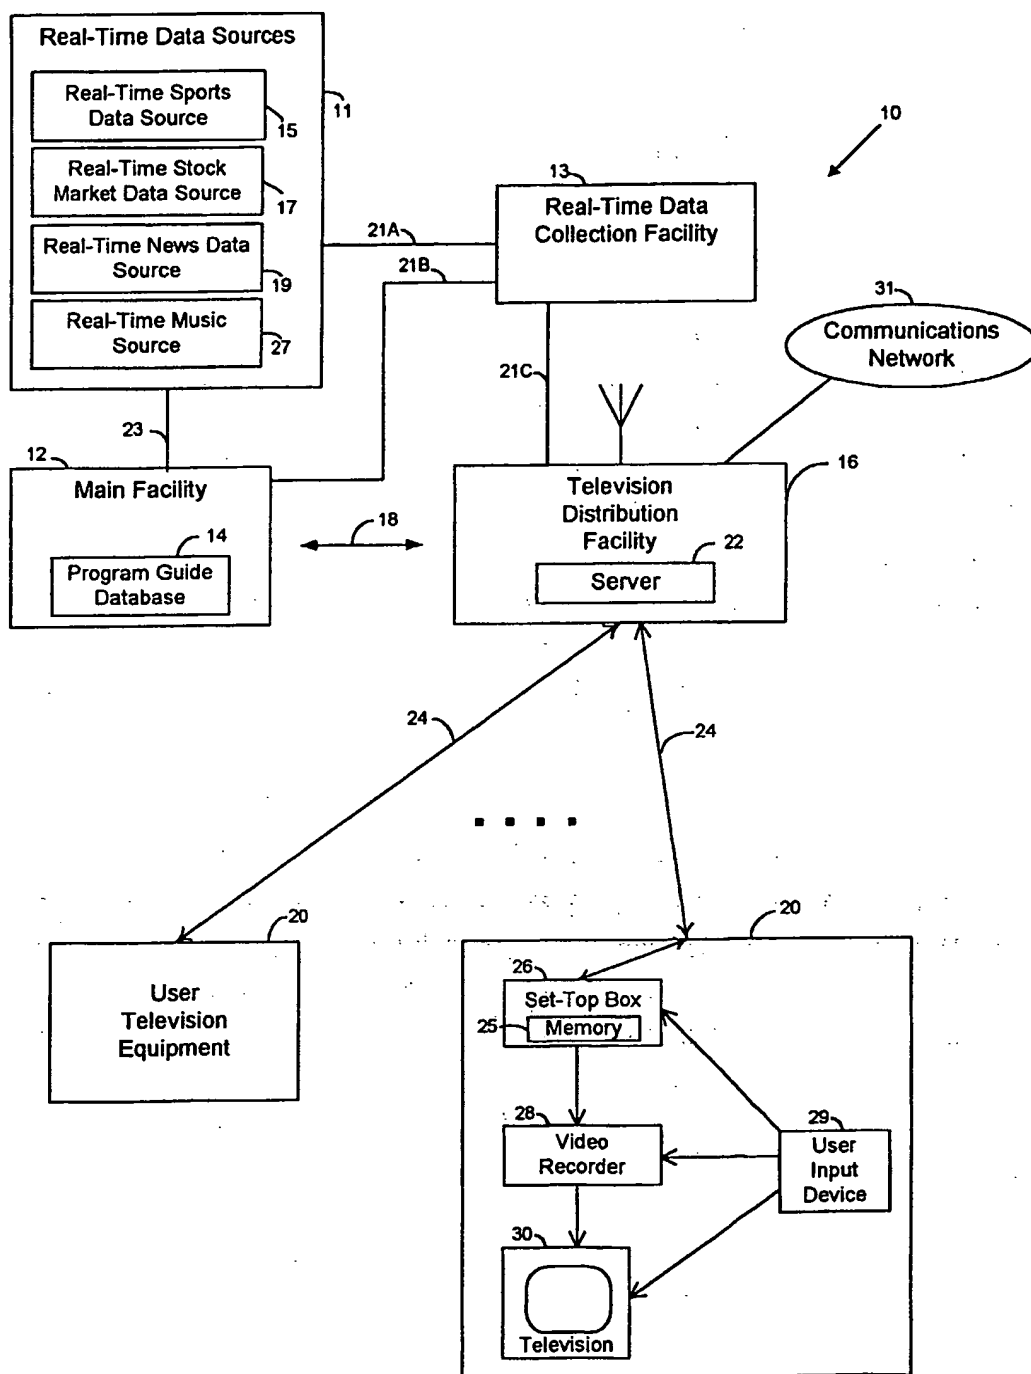 Real-Time Data Sources
Real-Time Sports
Data Source
15
11
Real-Time Stock
Market Data Source
17
Real-Time News Data
Source
19
Real-Time Music
Source
27
10
13
Real-Time Data
Collection Facility
21A
21B
21C
31
Communications
Network
23
12
Main Facility
14
Program Guide
Database
18
16
Television
Distribution
Facility
22
Server
24
24
20
User
Television
Equipment
20
26
Set-Top Box
25
Memory
28
Video
Recorder
29
User
Input
Device
30
Television